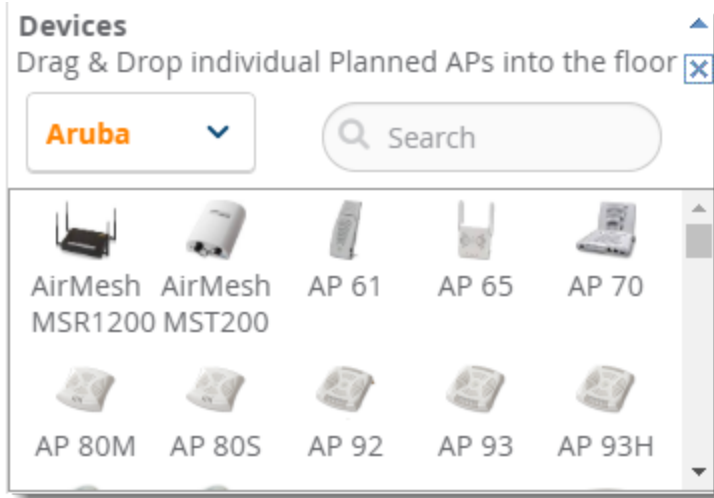 Devices
Drag & Drop individual Planned APs into the floor
Aruba
Search
AirMesh AirMesh AP 61 AP 65 AP 70
MSR1200 MST200
AP 80M AP 80S AP 92 AP 93 AP 93H